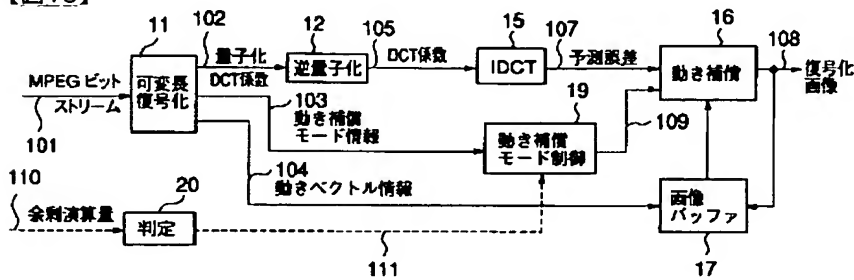 11
102
量子化
DCT係数
12
逆量子化
105
DCT係数
15
IDCT
107
予測誤差
16
動き補償
108
復号化
画像
MPEGビット
ストリーム
101
可変長
復号化
103
動き補償
モード情報
19
動き補償
モード制御
109
104
動きベクトル情報
110
余剰演算量
20
判定
111
画像
バッファ
17